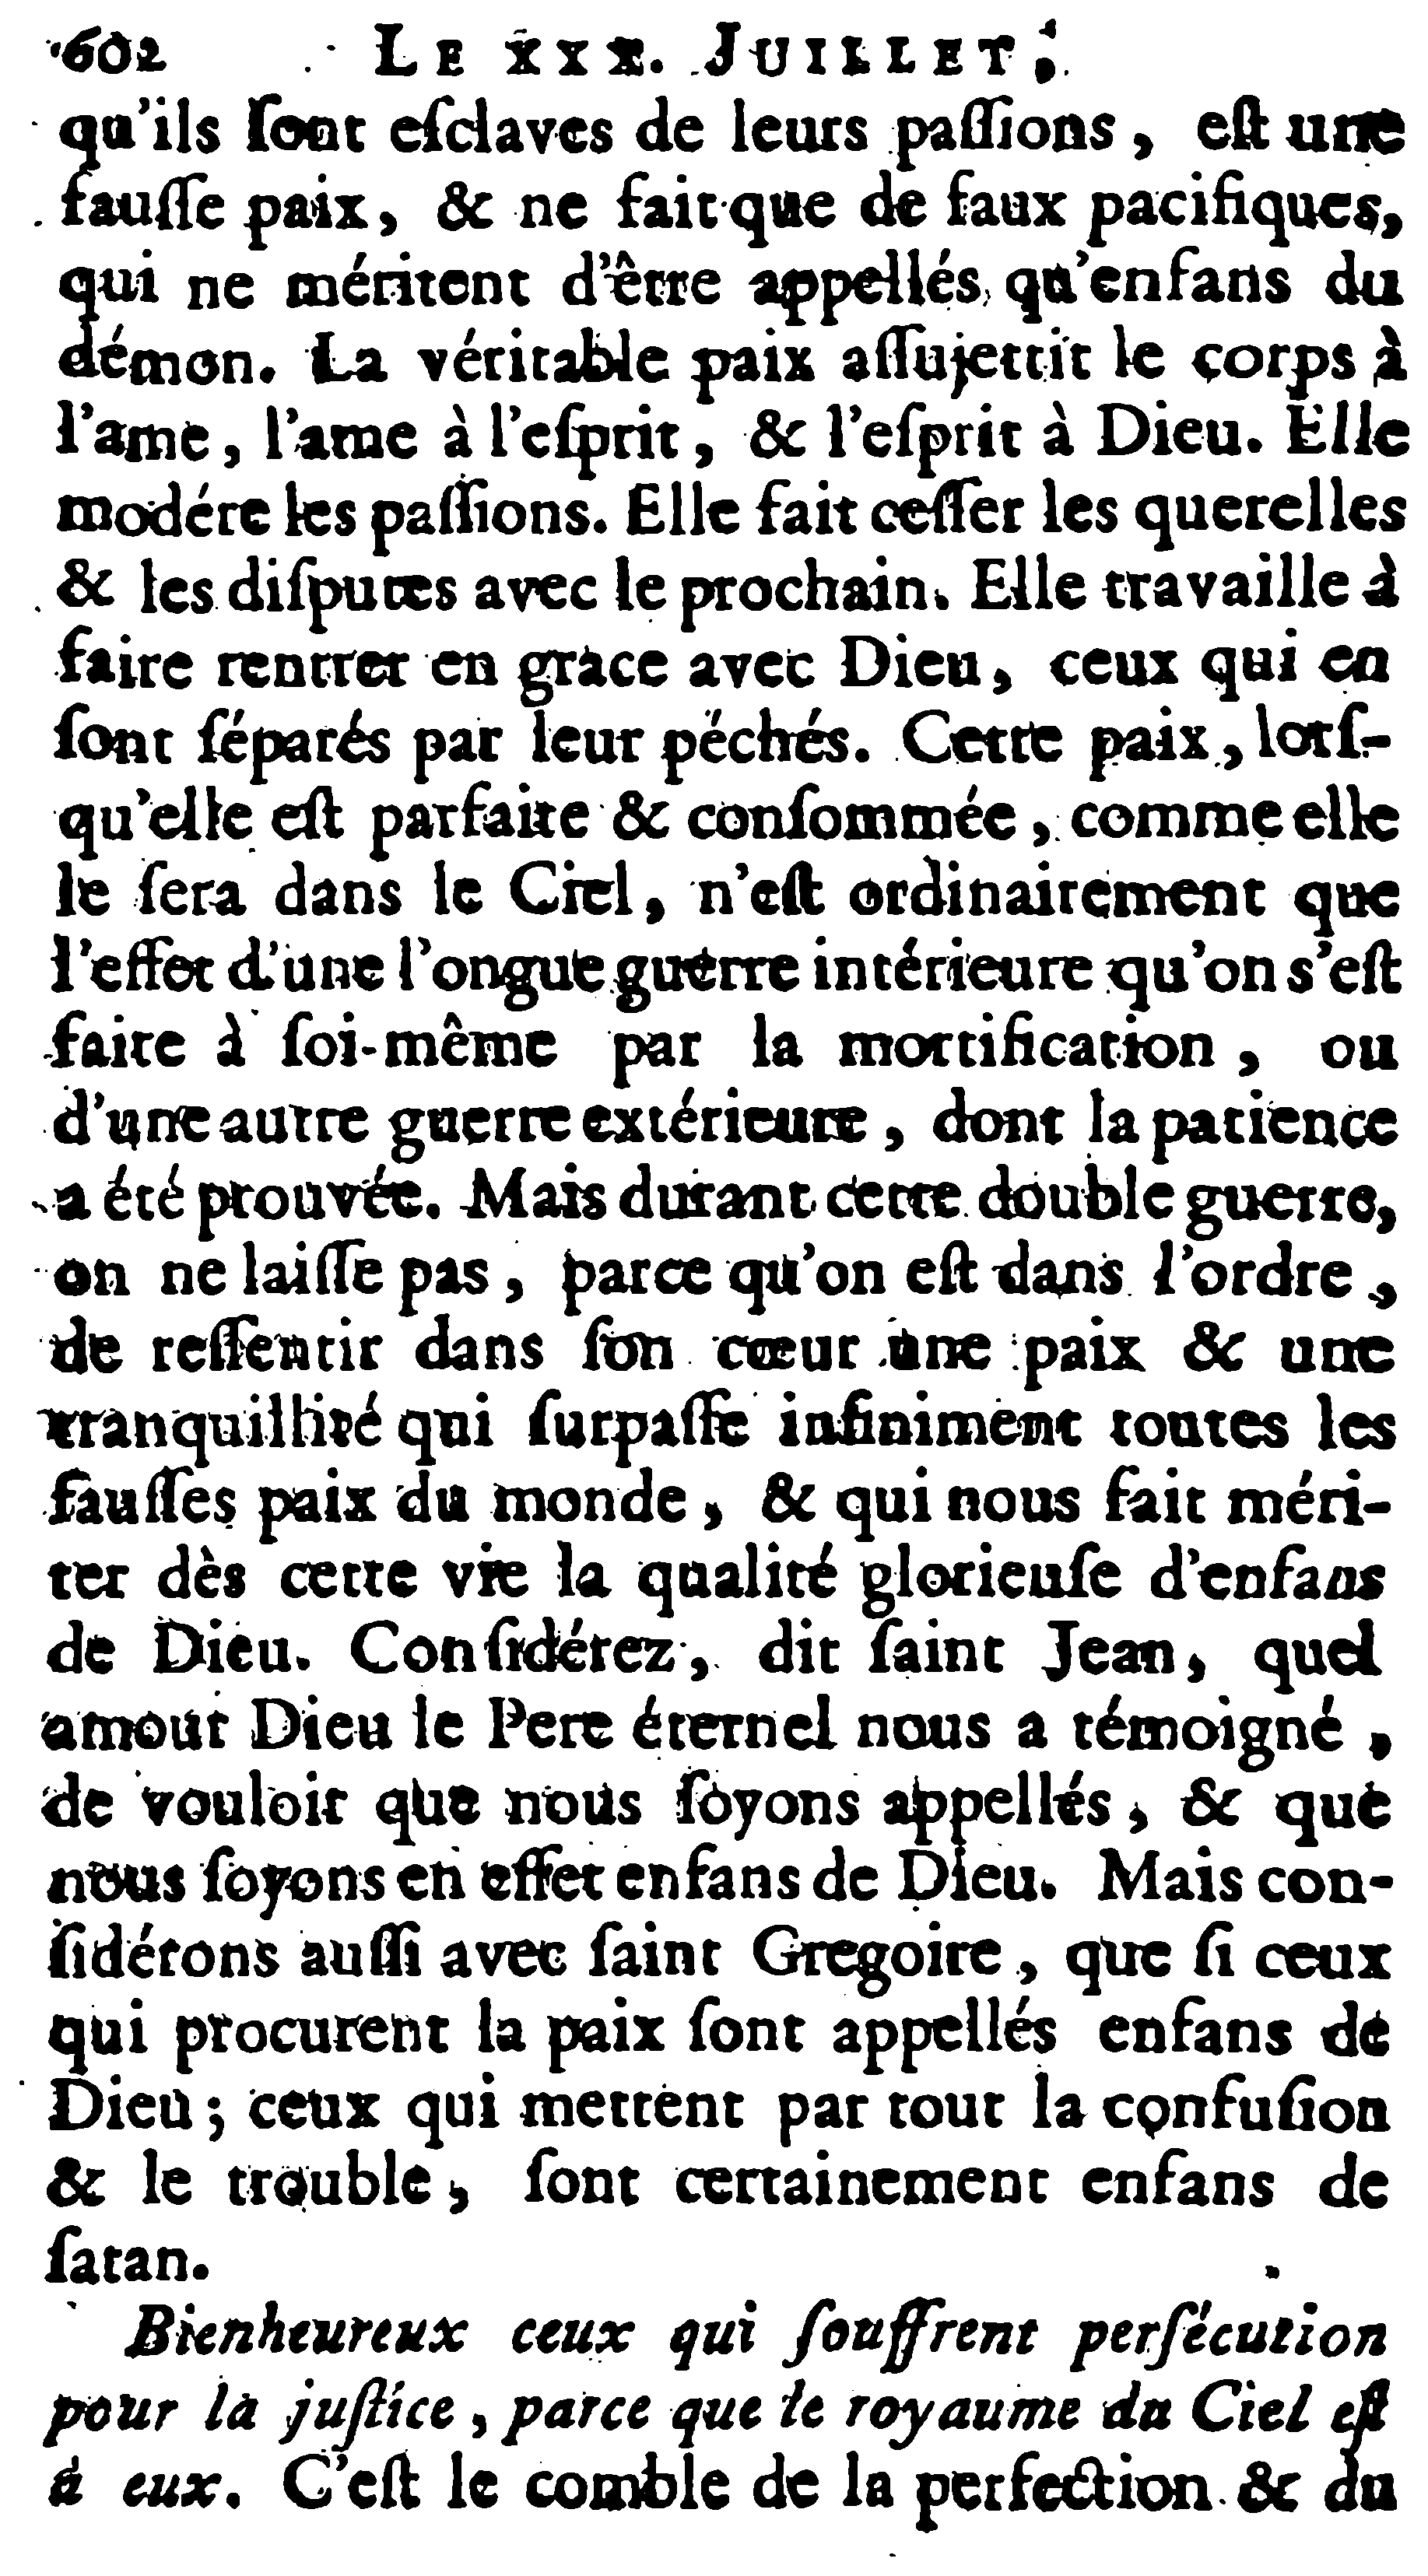 602 LE XXX. JUILLET;
qu'ils ſont eſclaves de leurs paſſions, eſt une
fauſſe paix, & ne fait que de faux pacifiques,
qui ne méritent d'être appellés qu'enfans du
démon. La véritable paix aſſujettit le corps à
l'ame, l'ame à l'eſprit, & l'eſprit à Dieu. Elle
modére les paſſions. Elle fait ceſſer les querelles
& les diſputes avec le prochain. Elle travaille à
faire rentrer en grace avec Dieu, ceux qui en
ſont ſéparés par leur péchés. Cette paix, lorſ-
qu'elle eſt parfaite & conſommée, comme elle
le ſera dans le Ciel, n'eſt ordinairement que
l'effet d'une l'ongue guerre intérieure qu'on s'eſt
faite à ſoi-même par la mortification, ou
d'une autre guerre extérieure, dont la patience
a été prouvée. Mais durant cette double guerre,
on ne laiſſe pas, parce qu'on eſt dans l'ordre,
de reſſentir dans ſon cœur une paix & une
tranquillité qui ſurpaſſe infiniment toutes les
fauſſes paix du monde, & qui nous fait méri-
ter dès cette vie la qualité glorieuſe d'enfans
de Dieu. Conſidérez, dit ſaint Jean, quel
amour Dieu le Pere éternel nous a témoigné,
de vouloir que nous ſoyons appellés, & que
nous ſoyons en effet enfans de Dieu. Mais con-
ſidérons auſſi avec ſaint Gregoire, que ſi ceux
qui procurent la paix ſont appellés enfans de
Dieu; ceux qui mettent par tout la confuſion
& le trouble, ſont certainement enfans de
ſatan.
Bienheureux ceux qui ſouffrent perſécution
pour la juſtice, parce que le royaume du Ciel eſt
à eux. C'eſt le comble de la perfection & du